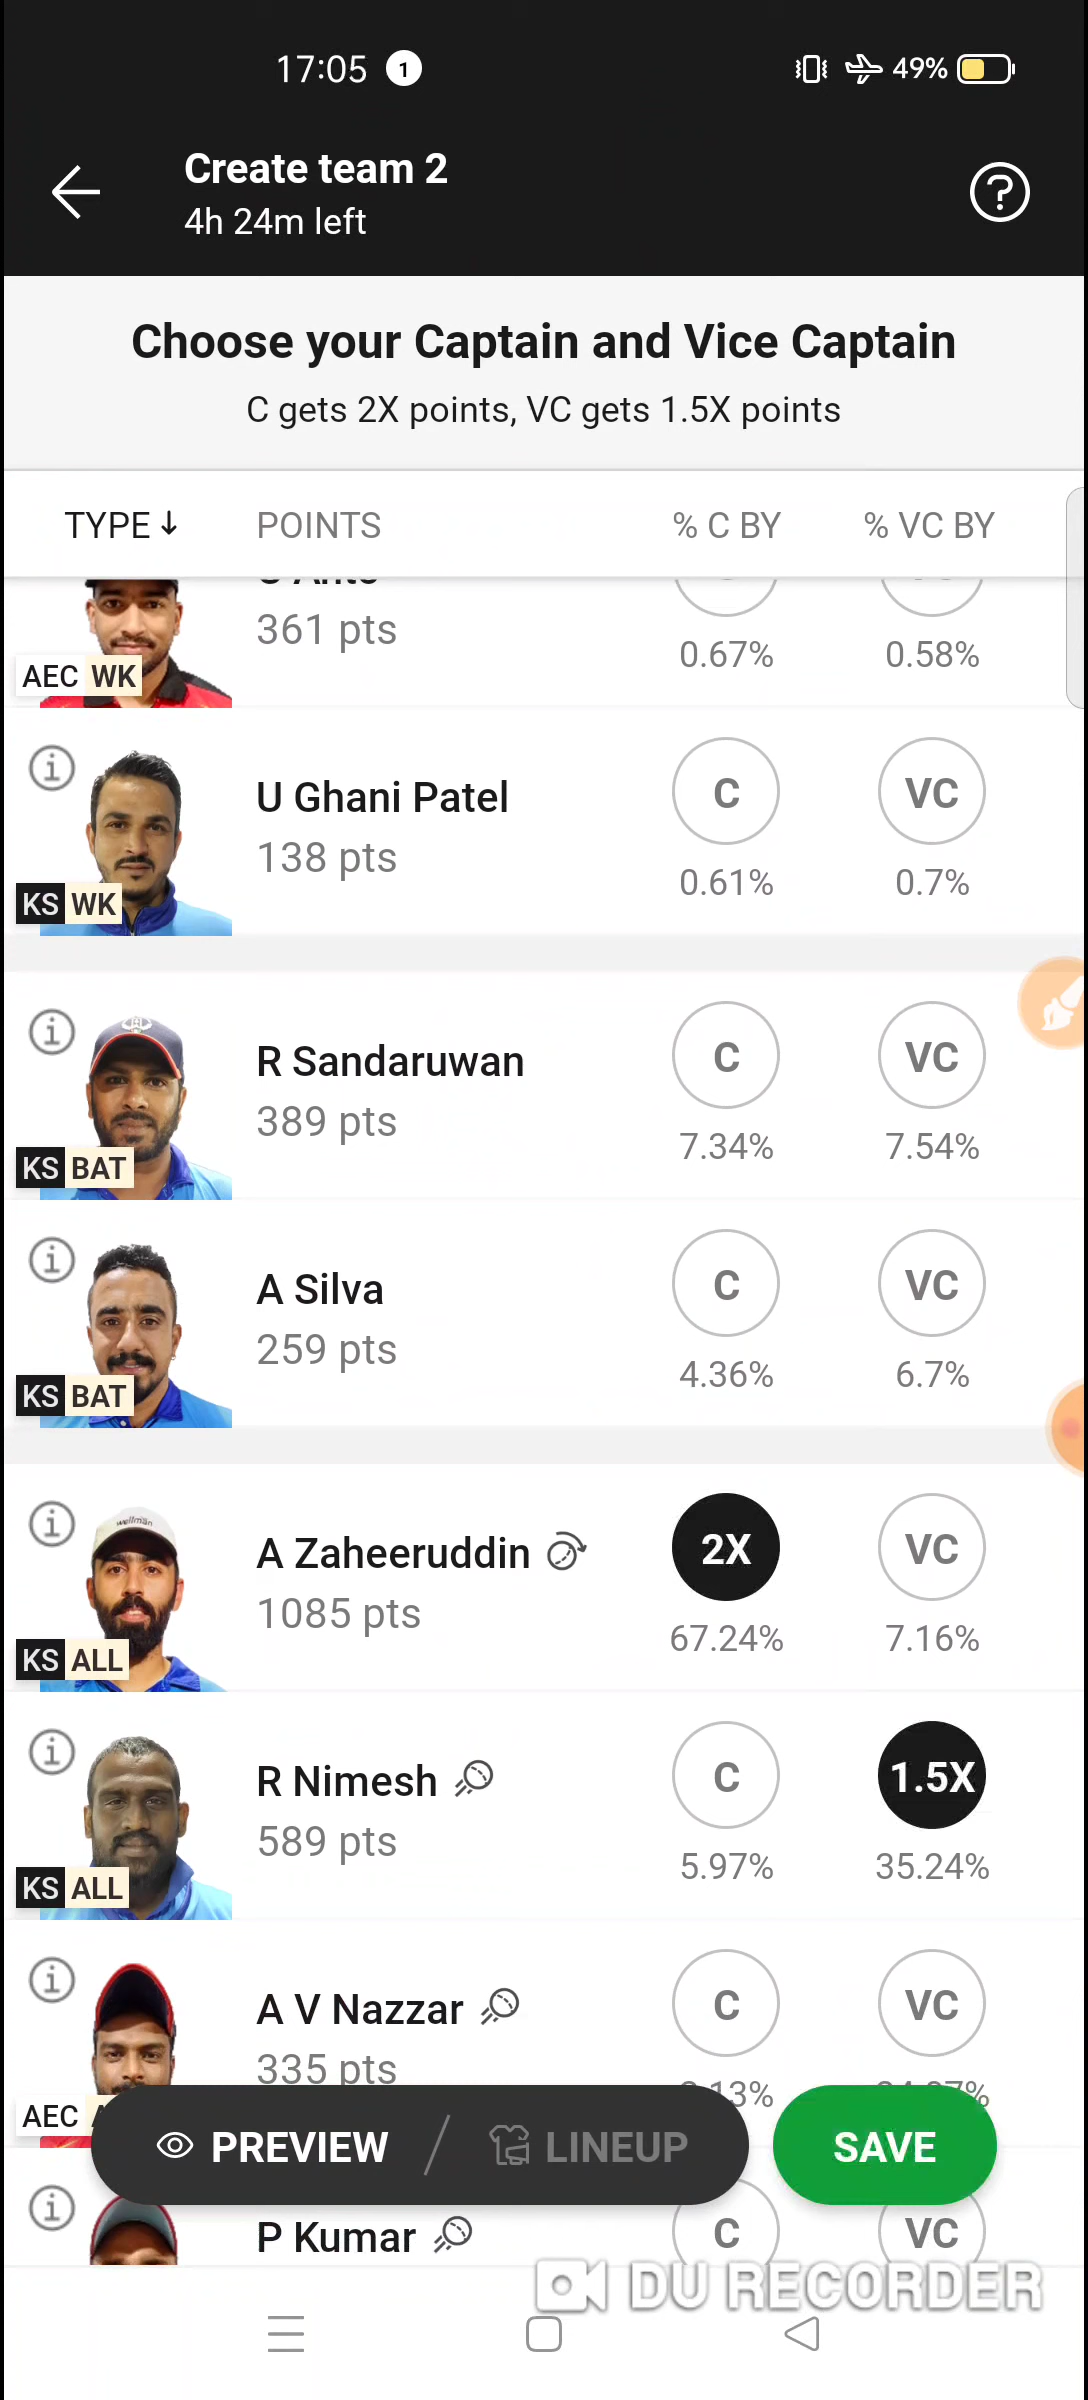 17:05 1 49%
Create team 2
4h 24m left
Choose your Captain and Vice Captain
C gets 2X points, VC gets 1.5X points
TYPE ↓ POINTS % C BY % VC BY
361 pts
0.67% 0.58%
AEC WK
U Ghani Patel C VC
138 pts
0.61% 0.7%
KS WK
R Sandaruwan C VC
389 pts
7.34% 7.54%
KS BAT
A Silva C VC
259 pts
4.36% 6.7%
KS BAT
wellman
A Zaheeruddin 2X VC
1085 pts
67.24% 7.16%
KS ALL
R Nimesh C 1.5X
589 pts
5.97% 35.24%
KS ALL
A V Nazzar C VC
335 pts
AEC
PREVIEW / LINEUP SAVE
P Kumar C VC
DU RECORDER